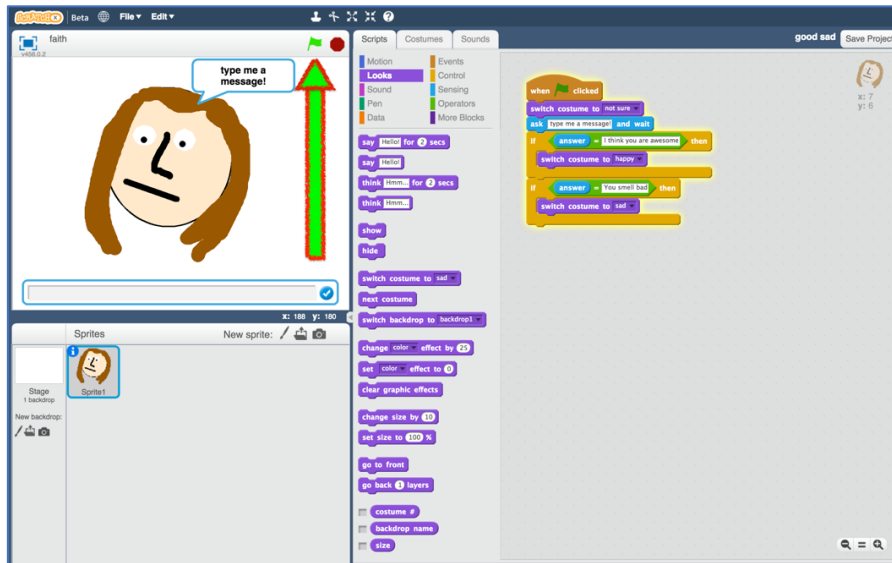 SCRATCHX Beta File Edit
faith
v456.0.2
type me a
message!
x: 188 y: 180
Sprites New sprite:
Stage
1 backdrop
New backdrop:
Sprite1
Scripts Costumes Sounds
Motion Events
Looks Control
Sound Sensing
Pen Operators
Data More Blocks
say Hello! for 2 secs
say Hello!
think Hmm... for 2 secs
think Hmm...
show
hide
switch costume to sad
next costume
switch backdrop to backdrop1
change color effect by 25
set color effect to 0
clear graphic effects
change size by 10
set size to 100 %
go to front
go back 1 layers
costume #
backdrop name
size
good sad Save Project
x: 7
y: 6
when clicked
switch costume to not sure
ask type me a message! and wait
if answer = I think you are awesome then
switch costume to happy
if answer = You smell bad then
switch costume to sad